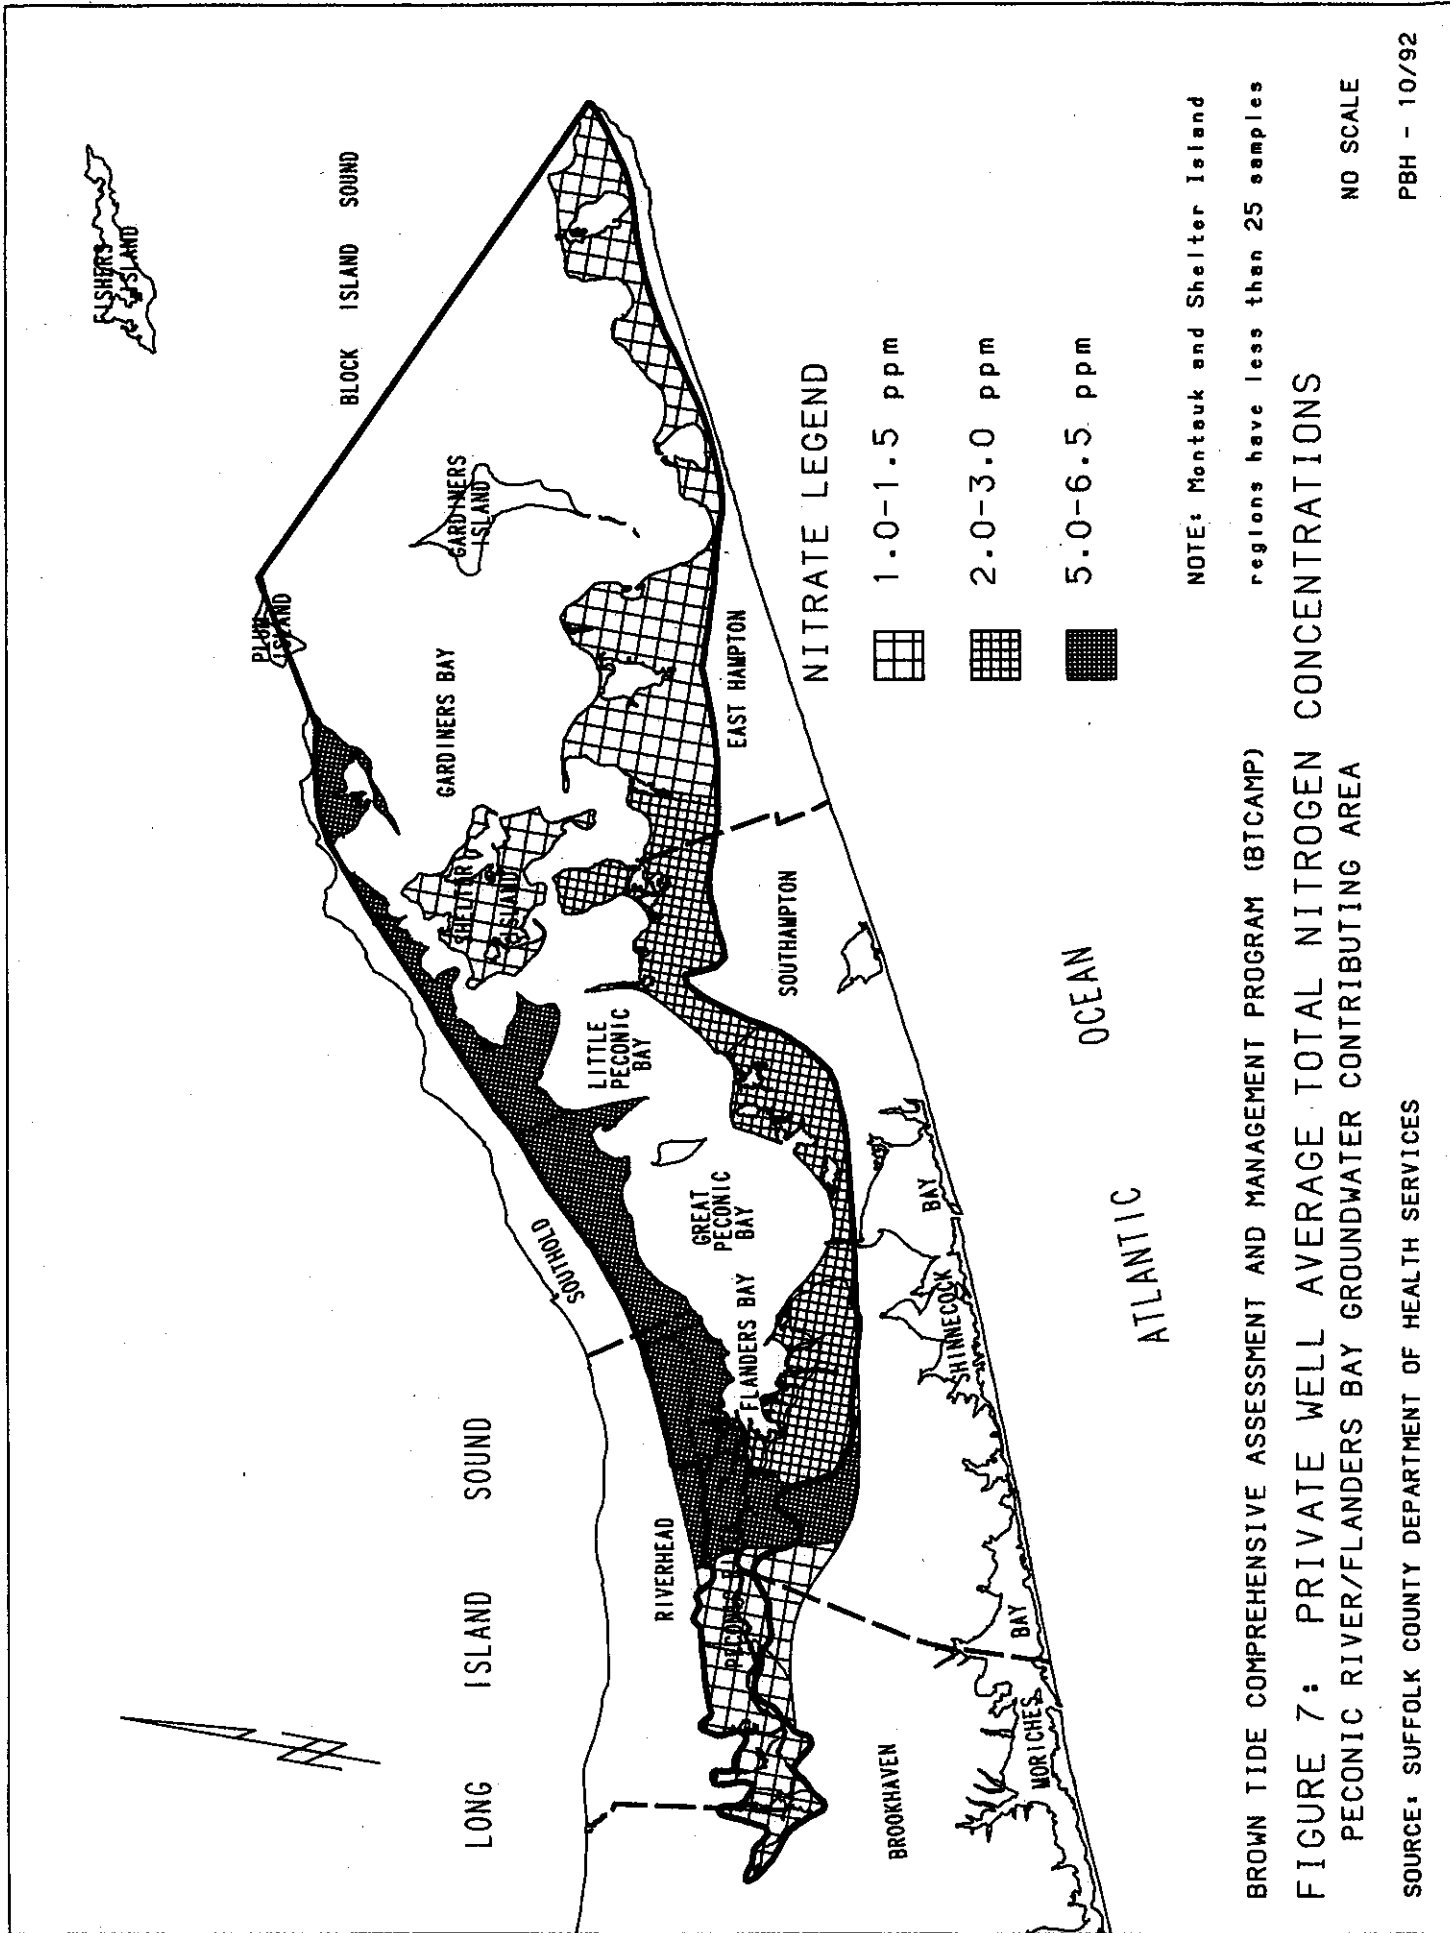 FISHERS
ISLAND
BLOCK ISLAND SOUND
PLUM
ISLAND
GARDINERS
ISLAND
GARDINERS BAY
SHELTER
ISLAND
EAST HAMPTON
LITTLE
PECONIC
BAY
SOUTHAMPTON
SOUTHOLD
GREAT
PECONIC
BAY
FLANDERS BAY
LONG ISLAND SOUND
RIVERHEAD
PECONIC
SHINNECOCK BAY
ATLANTIC OCEAN
BROOKHAVEN
MORICHES BAY
NITRATE LEGEND
1.0-1.5 ppm
2.0-3.0 ppm
5.0-6.5 ppm
NOTE: Montauk and Shelter Island
regions have less than 25 samples
BROWN TIDE COMPREHENSIVE ASSESSMENT AND MANAGEMENT PROGRAM (BTCAMP)
FIGURE 7: PRIVATE WELL AVERAGE TOTAL NITROGEN CONCENTRATIONS
PECONIC RIVER/FLANDERS BAY GROUNDWATER CONTRIBUTING AREA
NO SCALE
SOURCE: SUFFOLK COUNTY DEPARTMENT OF HEALTH SERVICES
PBH - 10/92